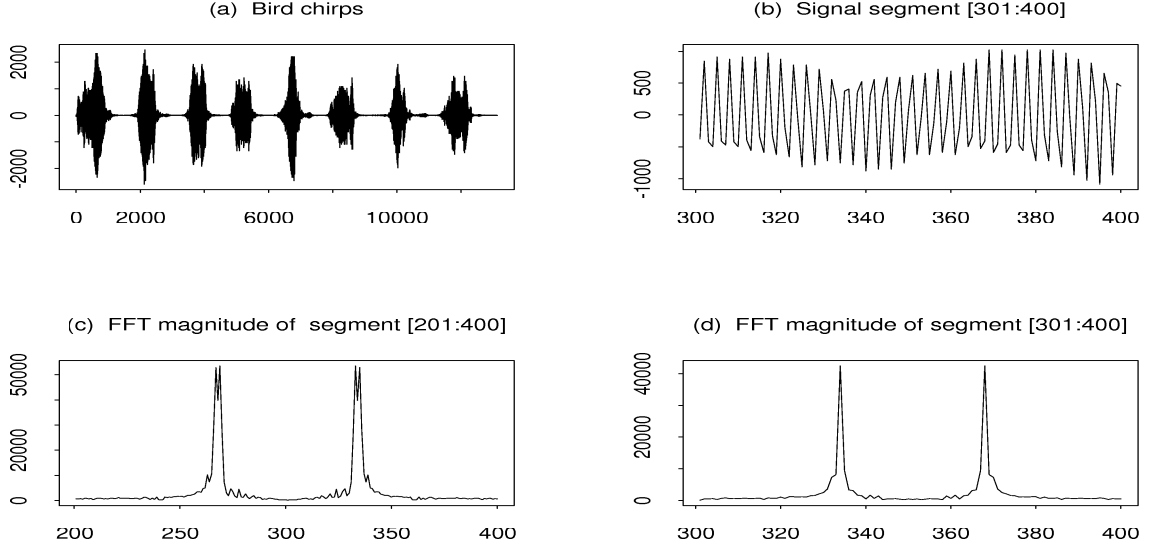 (a) Bird chirps
2000
0
-2000
0 2000 6000 10000
(b) Signal segment [301:400]
500
0
-1000
300 320 340 360 380 400
(c) FFT magnitude of segment [201:400]
50000
20000
0
200 250 300 350 400
(d) FFT magnitude of segment [301:400]
40000
20000
0
300 320 340 360 380 400